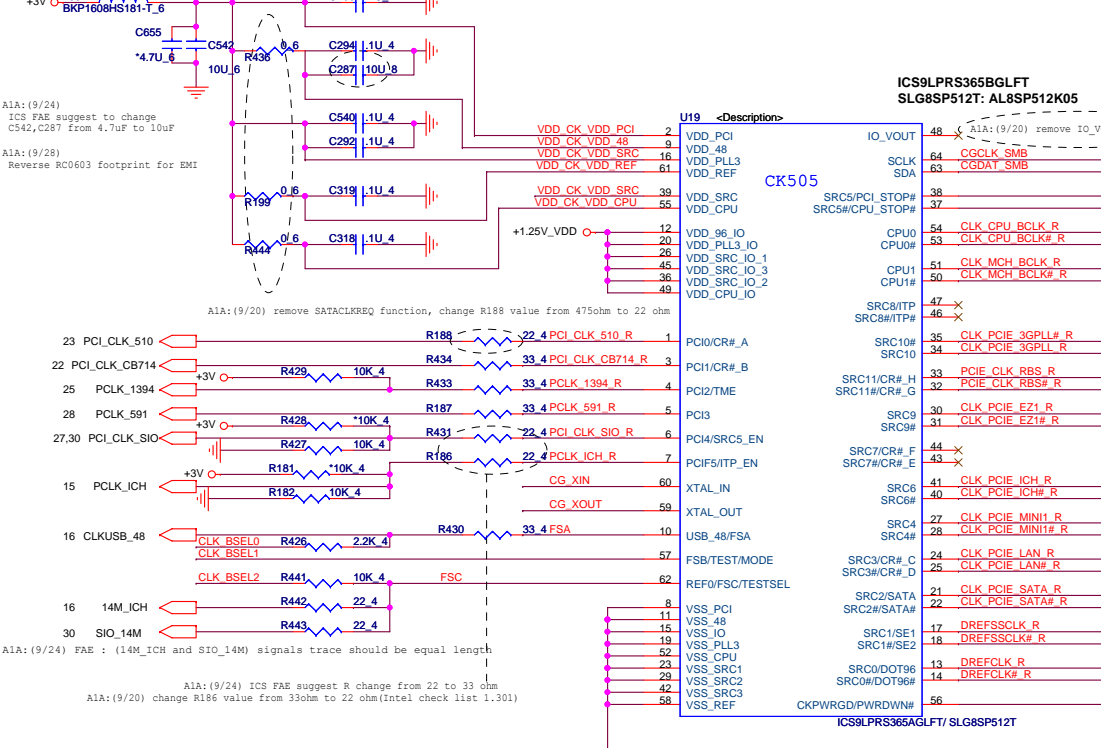 +3V
BKP1608HS181-T_6
C655
*4.7U_6
C542
10U_6
R436
0_6
C294
.1U_4
C287
10U_8
A1A:(9/24)
ICS FAE suggest to change
C542,C287 from 4.7uF to 10uF
A1A:(9/28)
Reverse RC0603 footprint for EMI
C540
.1U_4
C292
.1U_4
R199
0_6
C319
.1U_4
R444
0_6
C318
.1U_4
ICS9LPRS365BGLFT
SLG8SP512T: AL8SP512K05
U19
<Description>
CK505
VDD_CK_VDD_PCI 2 VDD_PCI
VDD_CK_VDD_48 9 VDD_48
VDD_CK_VDD_SRC 16 VDD_PLL3
VDD_CK_VDD_REF 61 VDD_REF
VDD_CK_VDD_SRC 39 VDD_SRC
VDD_CK_VDD_CPU 55 VDD_CPU
+1.25V_VDD
12 VDD_96_IO
20 VDD_PLL3_IO
26 VDD_SRC_IO_1
45 VDD_SRC_IO_3
36 VDD_SRC_IO_2
49 VDD_CPU_IO
A1A:(9/20) remove SATACLKREQ function, change R188 value from 475ohm to 22 ohm
23 PCI_CLK_510 R188 22_4 PCI_CLK_510_R 1 PCI0/CR#_A
22 PCI_CLK_CB714 R434 33_4 PCI_CLK_CB714_R 3 PCI1/CR#_B
+3V R429 10K_4
25 PCLK_1394 R433 33_4 PCLK_1394_R 4 PCI2/TME
28 PCLK_591 R187 33_4 PCLK_591_R 5 PCI3
+3V R428 *10K_4
27,30 PCI_CLK_SIO R431 22_4 PCI_CLK_SIO_R 6 PCI4/SRC5_EN
R427 10K_4
R186 22_4 PCLK_ICH_R 7 PCIF5/ITP_EN
+3V R181 *10K_4
15 PCLK_ICH
R182 10K_4
CG_XIN 60 XTAL_IN
CG_XOUT 59 XTAL_OUT
16 CLKUSB_48 R430 33_4 FSA 10 USB_48/FSA
CLK_BSEL0 R426 2.2K_4
CLK_BSEL1 57 FSB/TEST/MODE
CLK_BSEL2 R441 10K_4 FSC 62 REF0/FSC/TESTSEL
16 14M_ICH R442 22_4
30 SIO_14M R443 22_4
8 VSS_PCI
11 VSS_48
15 VSS_IO
19 VSS_PLL3
52 VSS_CPU
23 VSS_SRC1
29 VSS_SRC2
42 VSS_SRC3
58 VSS_REF
A1A:(9/24) FAE : (14M_ICH and SIO_14M) signals trace should be equal length
A1A:(9/24) ICS FAE suggest R change from 22 to 33 ohm
A1A:(9/20) change R186 value from 33ohm to 22 ohm(Intel check list 1.301)
IO_VOUT 48
A1A:(9/20) remove IO_V
SCLK 64 CGCLK_SMB
SDA 63 CGDAT_SMB
SRC5/PCI_STOP# 38
SRC5#/CPU_STOP# 37
CPU0 54 CLK_CPU_BCLK_R
CPU0# 53 CLK_CPU_BCLK#_R
CPU1 51 CLK_MCH_BCLK_R
CPU1# 50 CLK_MCH_BCLK#_R
SRC8/ITP 47
SRC8#/ITP# 46
SRC10# 35 CLK_PCIE_3GPLL#_R
SRC10 34 CLK_PCIE_3GPLL_R
SRC11/CR#_H 33 PCIE_CLK_RBS_R
SRC11#/CR#_G 32 PCIE_CLK_RBS#_R
SRC9 30 CLK_PCIE_EZ1_R
SRC9# 31 CLK_PCIE_EZ1#_R
SRC7/CR#_F 44
SRC7#/CR#_E 43
SRC6 41 CLK_PCIE_ICH_R
SRC6# 40 CLK_PCIE_ICH#_R
SRC4 27 CLK_PCIE_MINI1_R
SRC4# 28 CLK_PCIE_MINI1#_R
SRC3/CR#_C 24 CLK_PCIE_LAN_R
SRC3#/CR#_D 25 CLK_PCIE_LAN#_R
SRC2/SATA 21 CLK_PCIE_SATA_R
SRC2#/SATA# 22 CLK_PCIE_SATA#_R
SRC1/SE1 17 DREFSSCLK_R
SRC1#/SE2 18 DREFSSCLK#_R
SRC0/DOT96 13 DREFCLK_R
SRC0#/DOT96# 14 DREFCLK#_R
CKPWRGD/PWRDWN# 56
ICS9LPRS365AGLFT/ SLG8SP512T